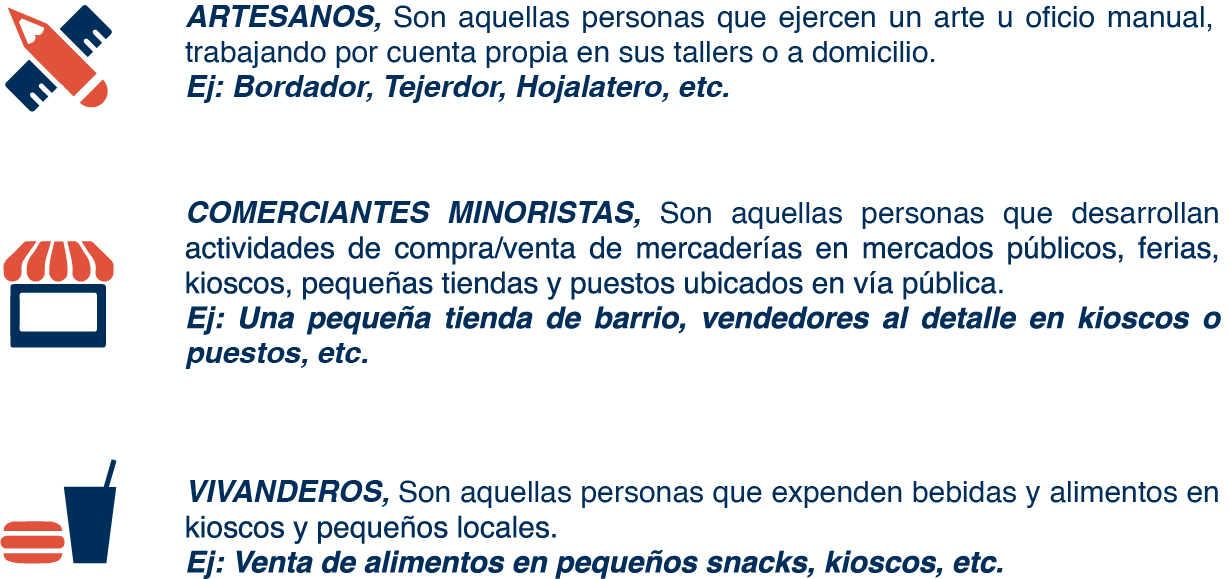 ARTESANOS, Son aquellas personas que ejercen un arte u oficio manual,
trabajando por cuenta propia en sus tallers o a domicilio.
Ej: Bordador, Tejerdor, Hojalatero, etc.
COMERCIANTES MINORISTAS, Son aquellas personas que desarrollan
actividades de compra/venta de mercaderías en mercados públicos, ferias,
kioscos, pequeñas tiendas y puestos ubicados en vía pública.
Ej: Una pequeña tienda de barrio, vendedores al detalle en kioscos o
puestos, etc.
VIVANDEROS, Son aquellas personas que expenden bebidas y alimentos en
kioscos y pequeños locales.
Ej: Venta de alimentos en pequeños snacks, kioscos, etc.